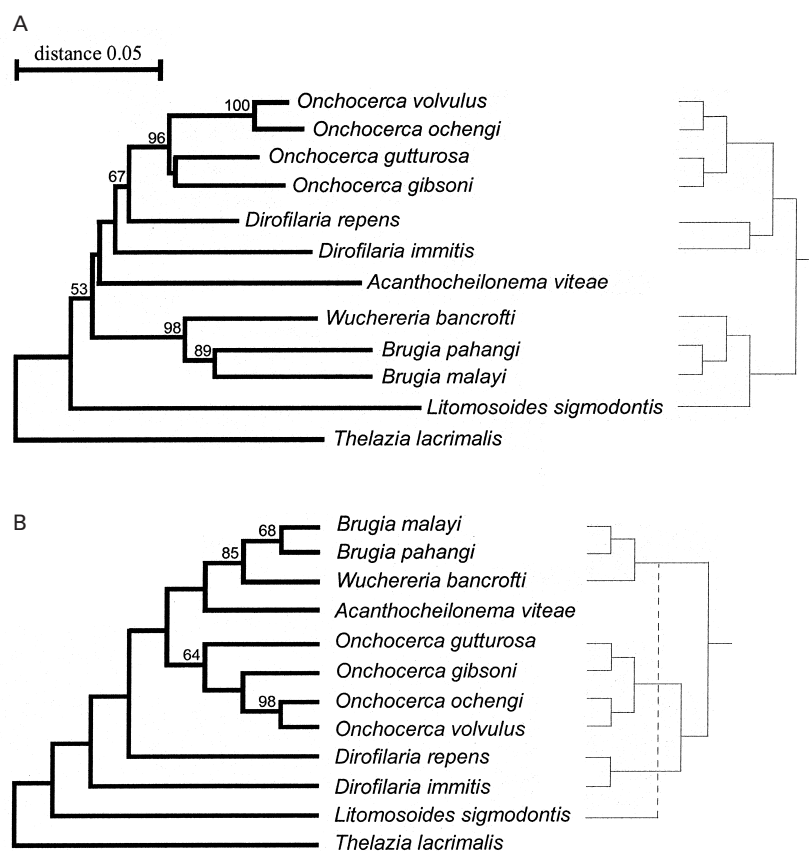 A
distance 0.05
100 Onchocerca volvulus
Onchocerca ochengi
96 Onchocerca gutturosa
67 Onchocerca gibsoni
Dirofilaria repens
Dirofilaria immitis
Acanthocheilonema viteae
53
98 Wuchereria bancrofti
89 Brugia pahangi
Brugia malayi
Litomosoides sigmodontis
Thelazia lacrimalis
B
68 Brugia malayi
85 Brugia pahangi
Wuchereria bancrofti
Acanthocheilonema viteae
Onchocerca gutturosa
64 Onchocerca gibsoni
98 Onchocerca ochengi
Onchocerca volvulus
Dirofilaria repens
Dirofilaria immitis
Litomosoides sigmodontis
Thelazia lacrimalis